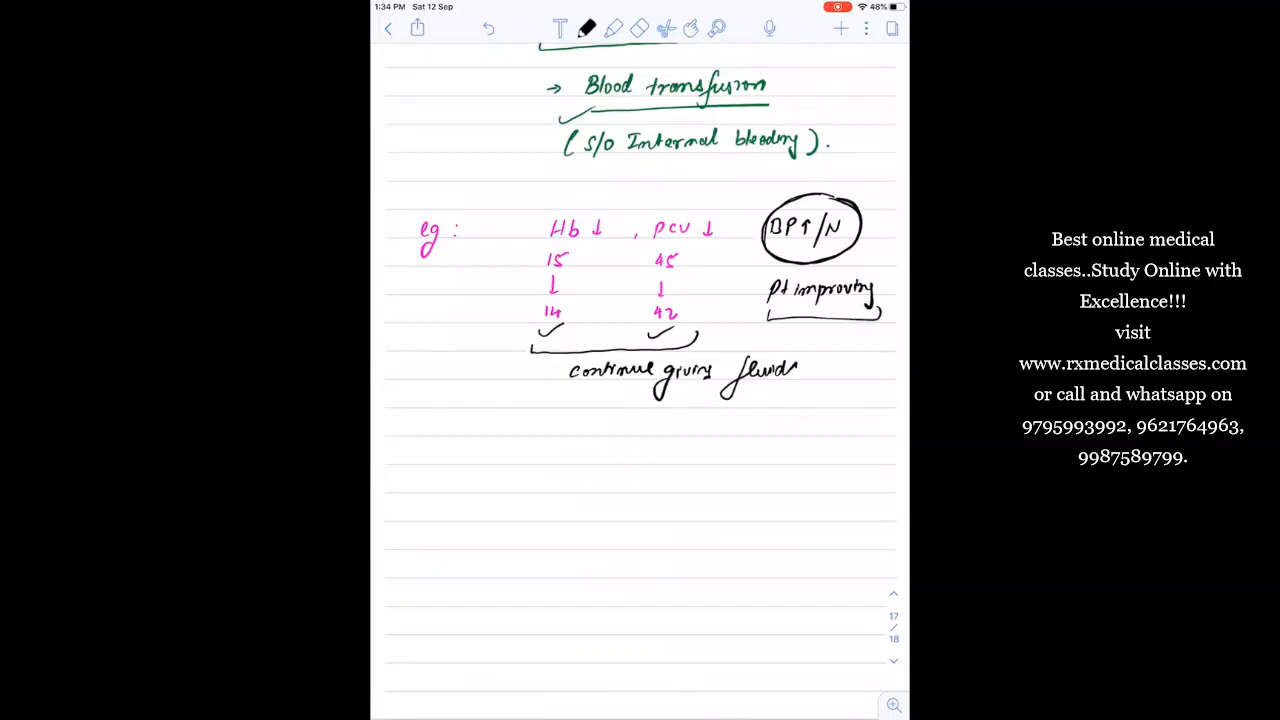 1:34 PM Sat 12 Sep
48%
T
→ Blood transfusion
(S/O Internal bleeding).
eg : Hb ↓ , PCV ↓ BP↑/N
15 45
↓ ↓ Pt improving
14 42
continue giving fluids
17
/
18
Best online medical
classes..Study Online with
Excellence!!!
visit
www.rxmedicalclasses.com
or call and whatsapp on
9795993992, 9621764963,
9987589799.